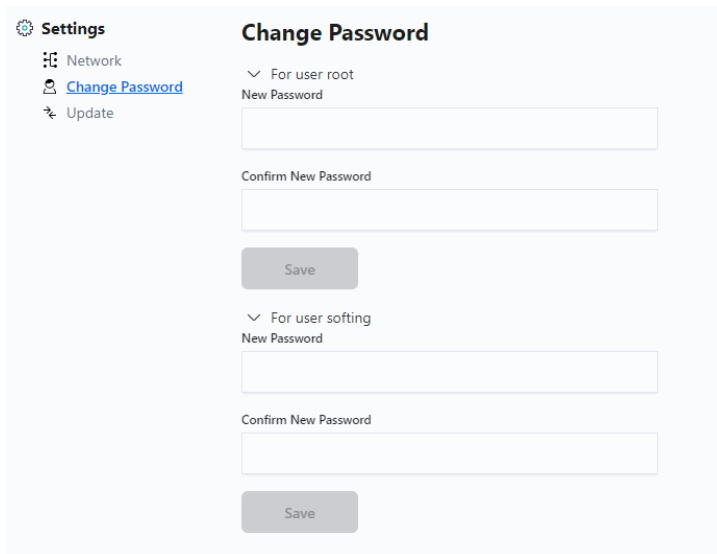 Settings
Network
Change Password
Update
Change Password
For user root
New Password
Confirm New Password
Save
For user softing
New Password
Confirm New Password
Save